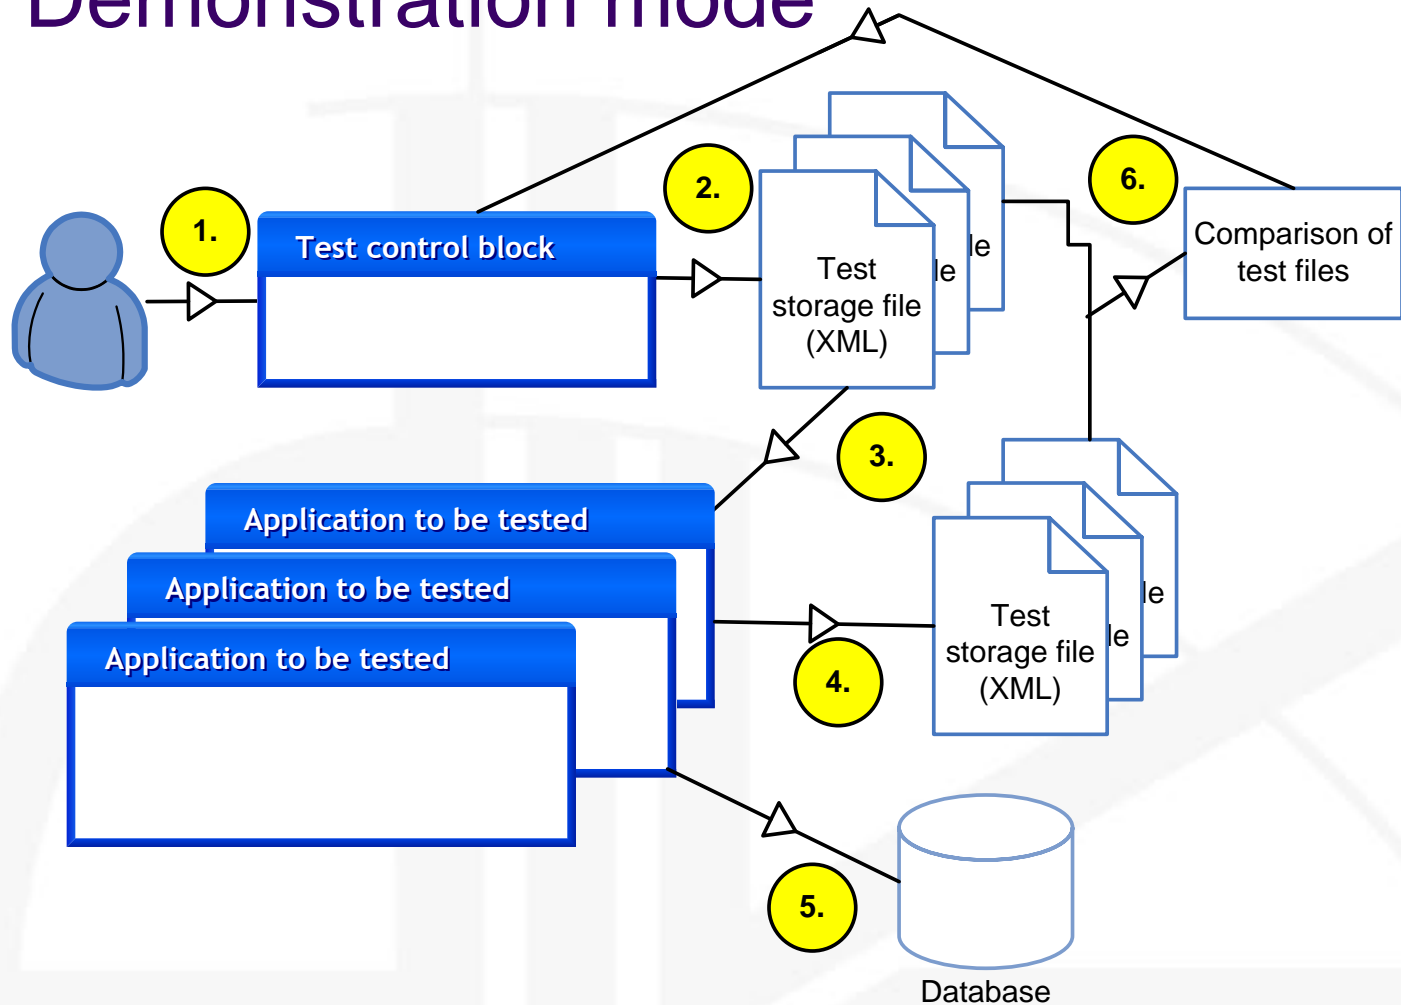 Demonstration mode
1.
Test control block
2.
Test
storage file
(XML)
le
le
6.
Comparison of
test files
3.
Application to be tested
Application to be tested
Application to be tested
4.
Test
storage file
(XML)
le
le
5.
Database